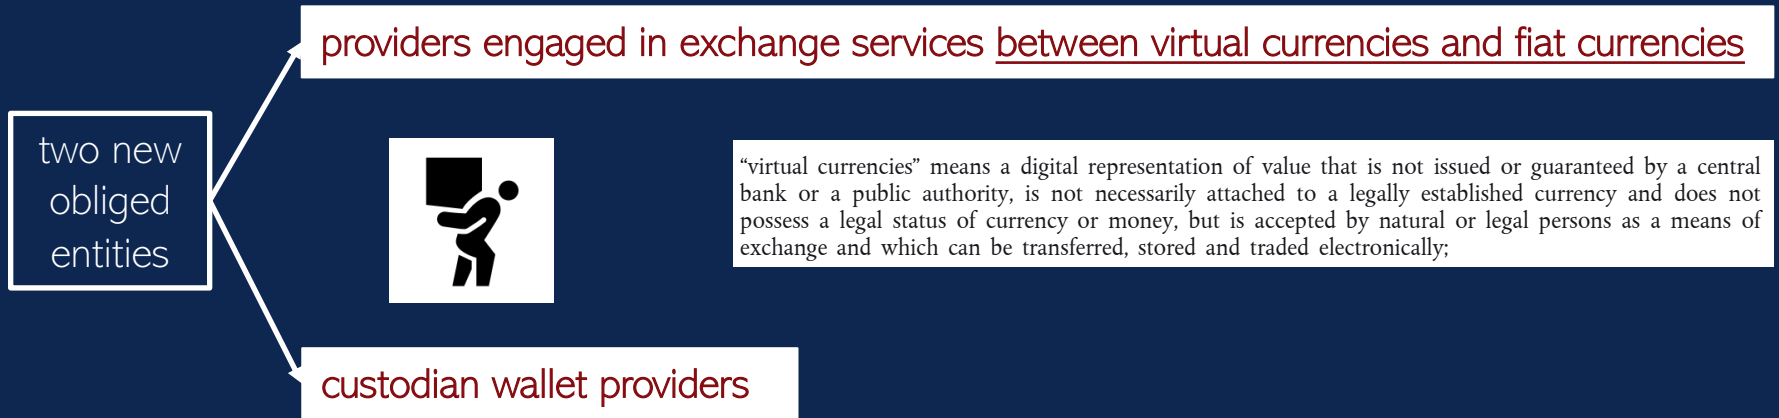 providers engaged in exchange services between virtual currencies and fiat currencies
two new
obliged
entities
“virtual currencies” means a digital representation of value that is not issued or guaranteed by a central
bank or a public authority, is not necessarily attached to a legally established currency and does not
possess a legal status of currency or money, but is accepted by natural or legal persons as a means of
exchange and which can be transferred, stored and traded electronically;
custodian wallet providers